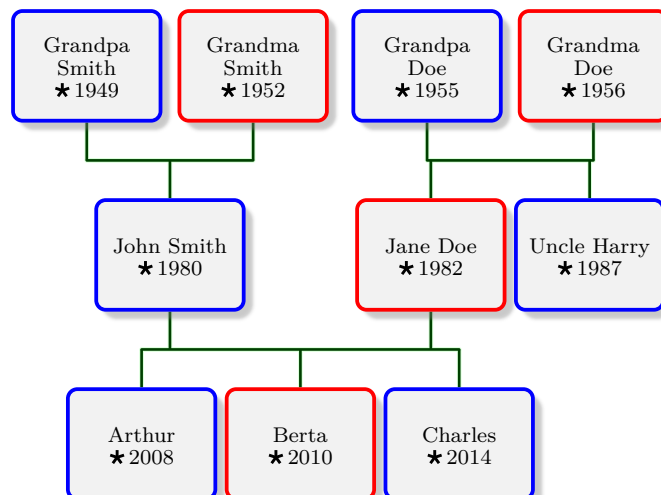 Grandpa
Smith
★ 1949
Grandma
Smith
★ 1952
Grandpa
Doe
★ 1955
Grandma
Doe
★ 1956
John Smith
★ 1980
Jane Doe
★ 1982
Uncle Harry
★ 1987
Arthur
★ 2008
Berta
★ 2010
Charles
★ 2014